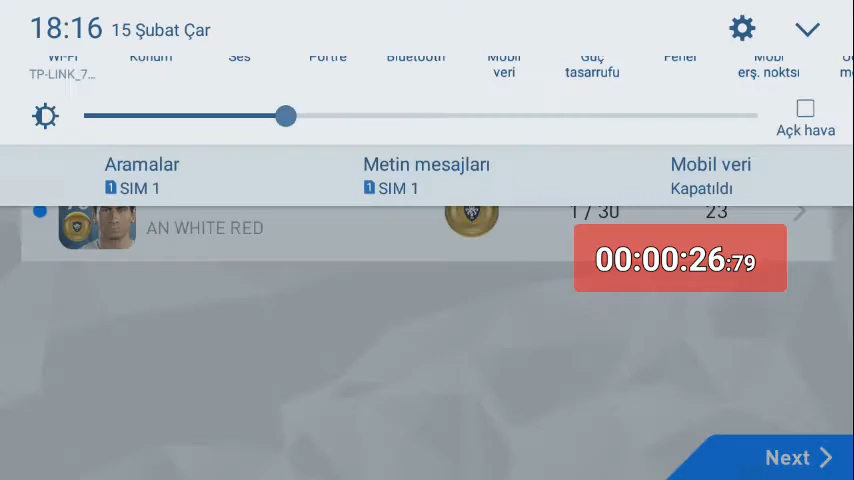 18:16 15 Şubat Çar
Wi-Fi Konum Ses Portre Bluetooth Mobil veri Güç tasarrufu Fener Mobil erş. noktsı
TP-LINK_7...
Açk hava
Aramalar Metin mesajları Mobil veri
1 SIM 1 1 SIM 1 Kapatıldı
1 / 30 23
AN WHITE RED
00:00:26:79
Next